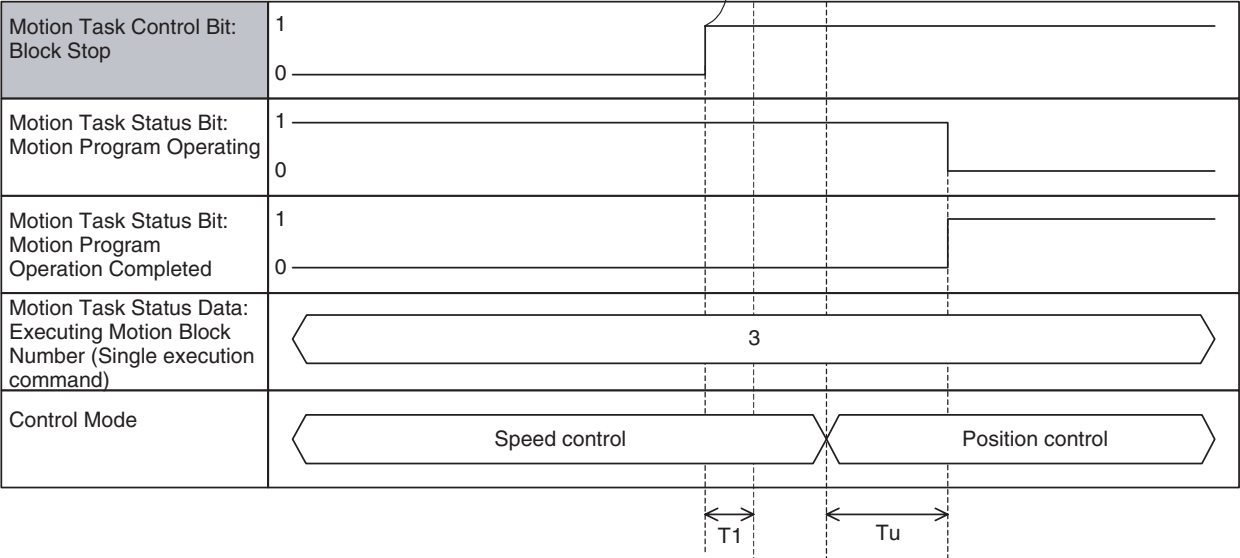 Motion Task Control Bit:
Block Stop
1
0
Motion Task Status Bit:
Motion Program Operating
1
0
Motion Task Status Bit:
Motion Program
Operation Completed
1
0
Motion Task Status Data:
Executing Motion Block
Number (Single execution
command)
3
Control Mode
Speed control
Position control
T1
Tu